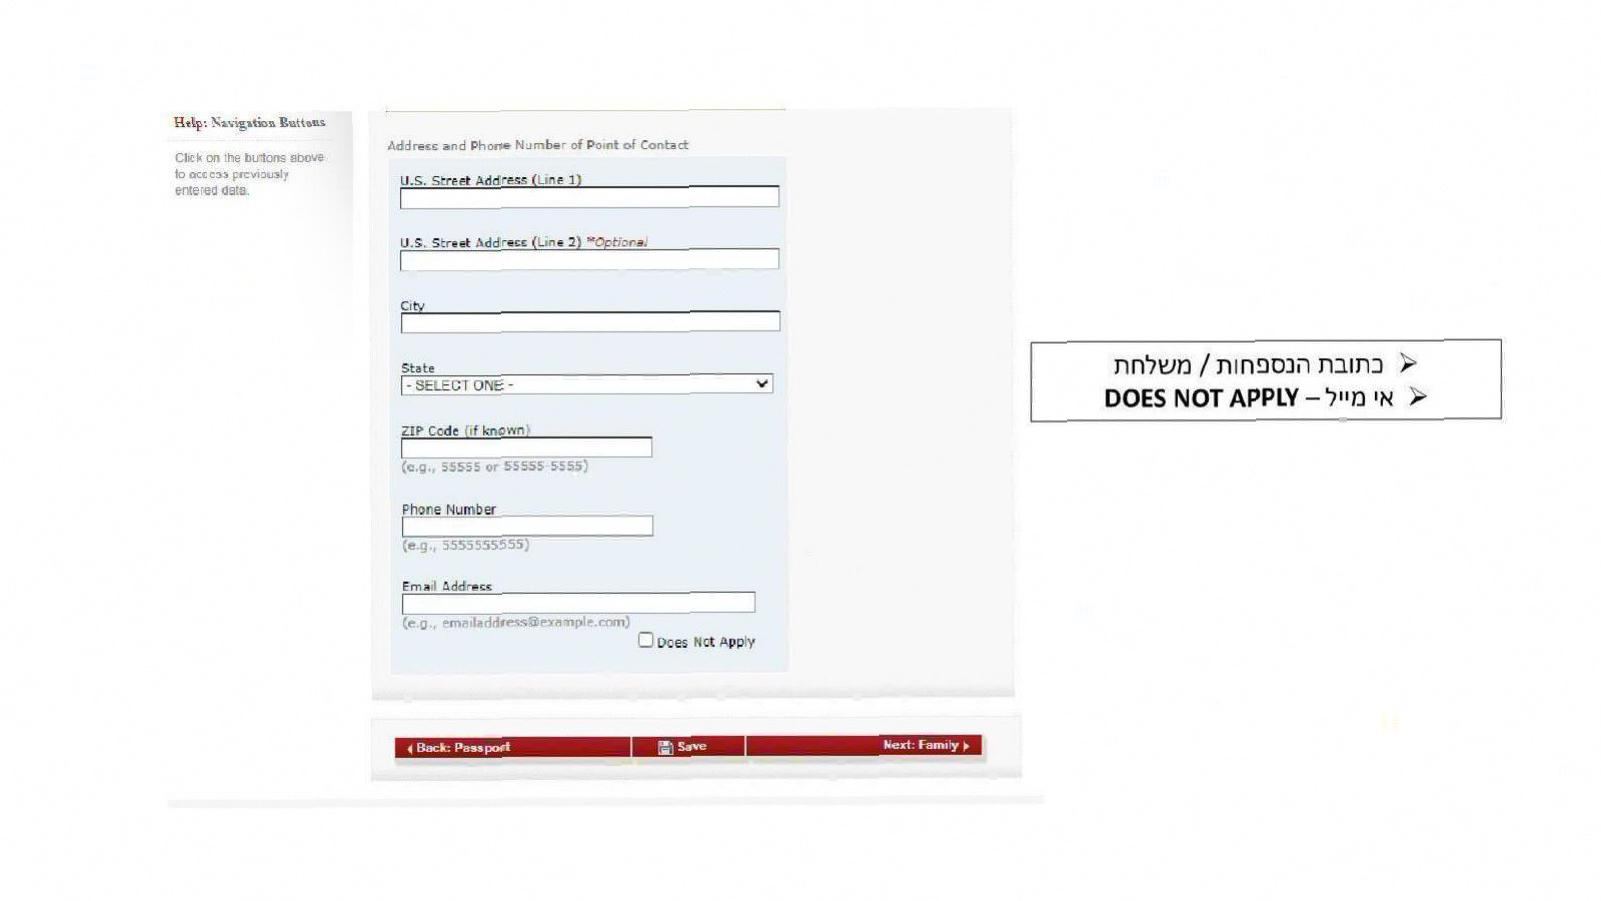 Help: Navigation Buttons
Click on the buttons above
to access previously
entered data.
Address and Phone Number of Point of Contact
U.S. Street Address (Line 1)
U.S. Street Address (Line 2) *Optional
City
State
- SELECT ONE -
ZIP Code (if known)
(e.g., 55555 or 55555-5555)
Phone Number
(e.g., 5555555555)
Email Address
(e.g., emailaddress@example.com)
Does Not Apply
Back: Passport
Save
Next: Family
➢ כתובת הנספחות / משלחת
➢ אי מייל – DOES NOT APPLY